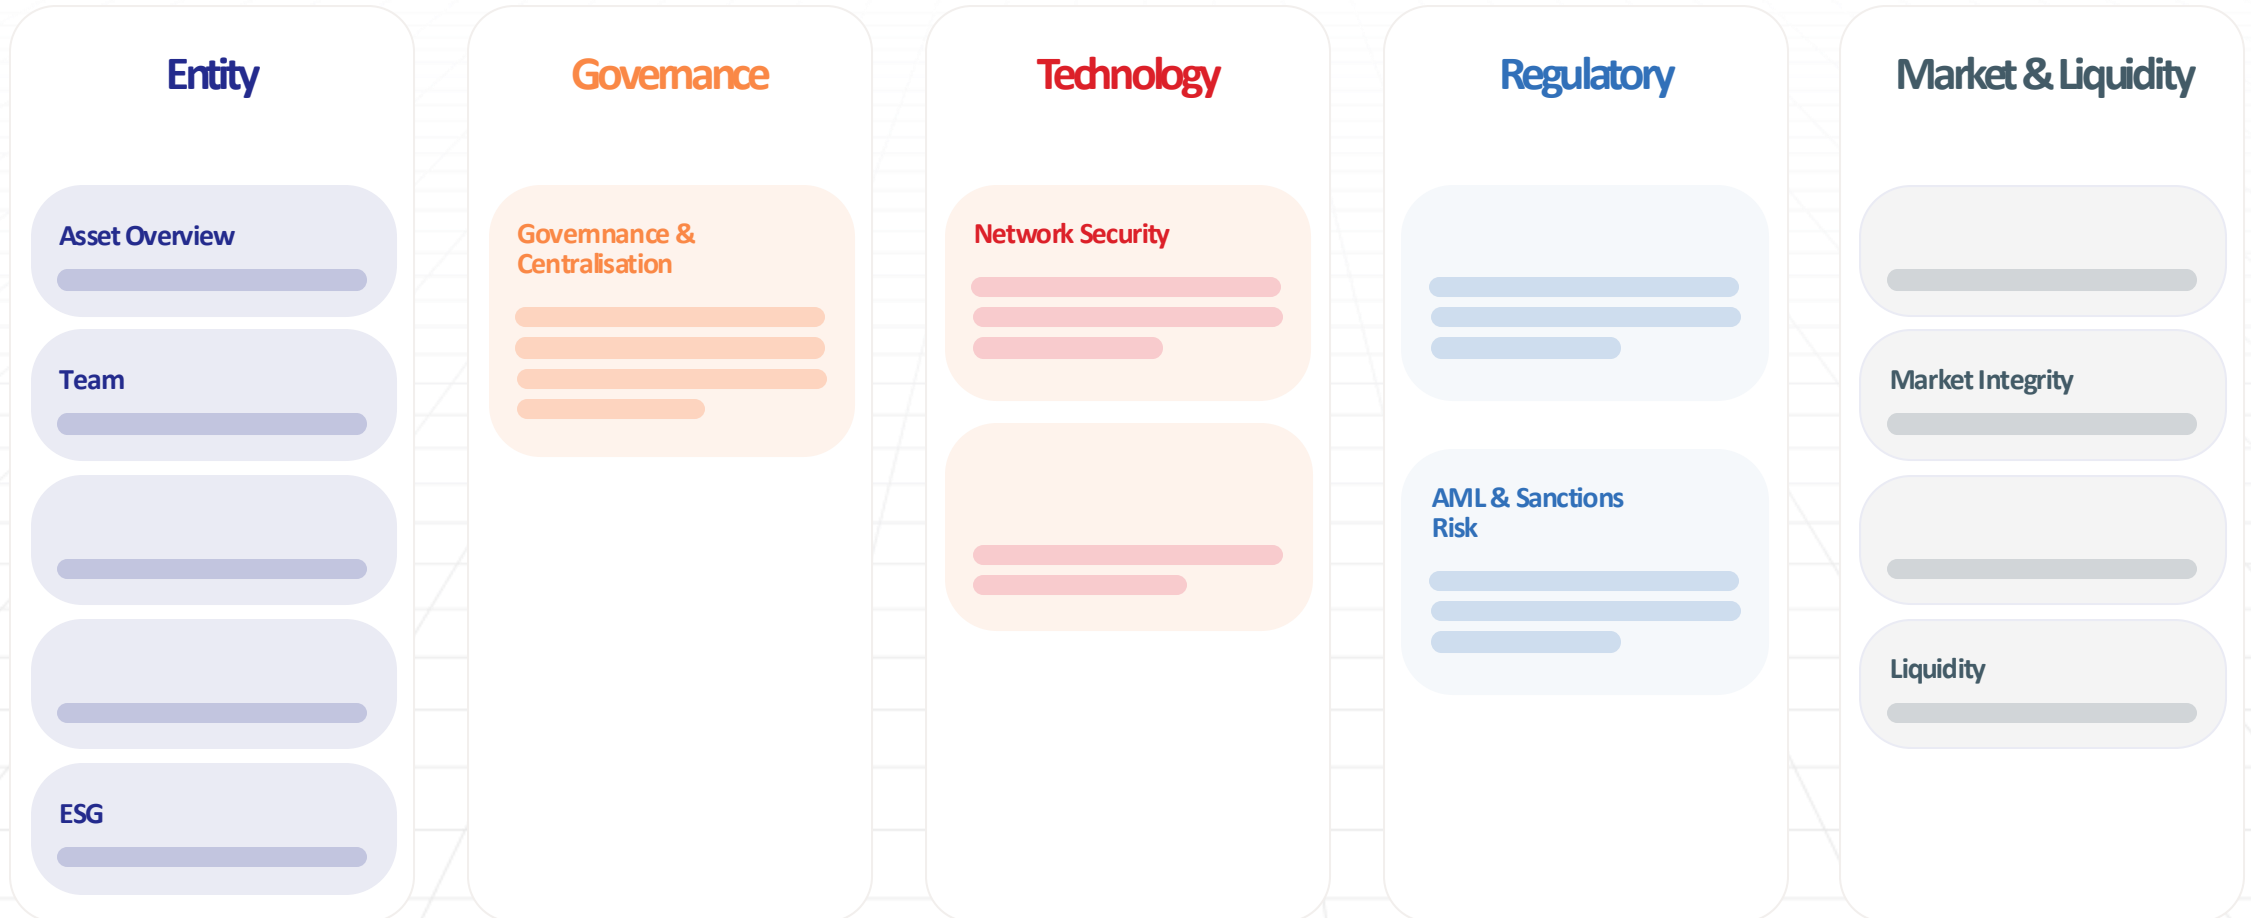 Entity
Governance
Technology
Regulatory
Market & Liquidity
Asset Overview
Team
ESG
Governnance &
Centralisation
Network Security
AML & Sanctions
Risk
Market Integrity
Liquidity